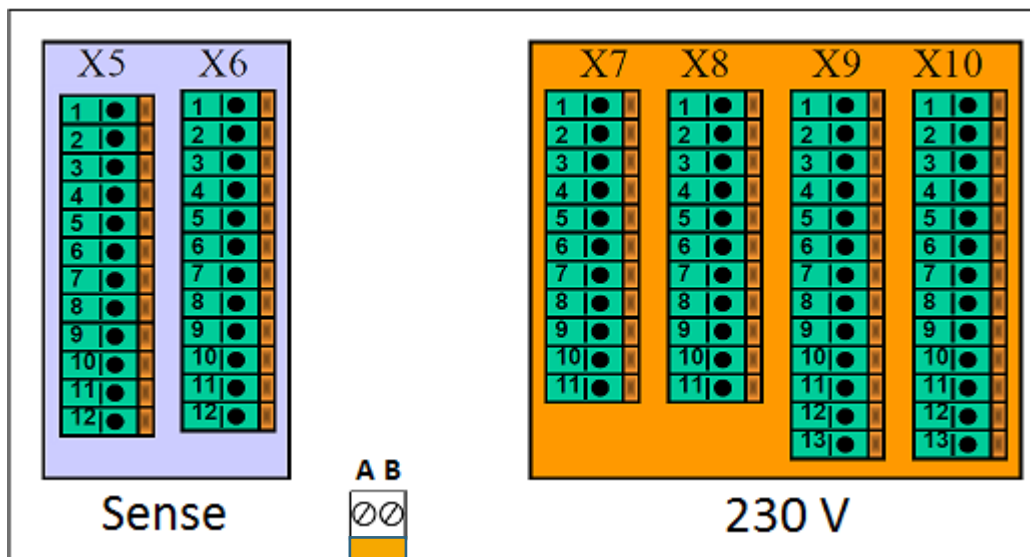 X5 X6 X7 X8 X9 X10
1 1 1 1 1 1
2 2 2 2 2 2
3 3 3 3 3 3
4 4 4 4 4 4
5 5 5 5 5 5
6 6 6 6 6 6
7 7 7 7 7 7
8 8 8 8 8 8
9 9 9 9 9 9
10 10 10 10 10 10
11 11 11 11 11 11
12 12 12 12
13 13
A B
Sense 230 V